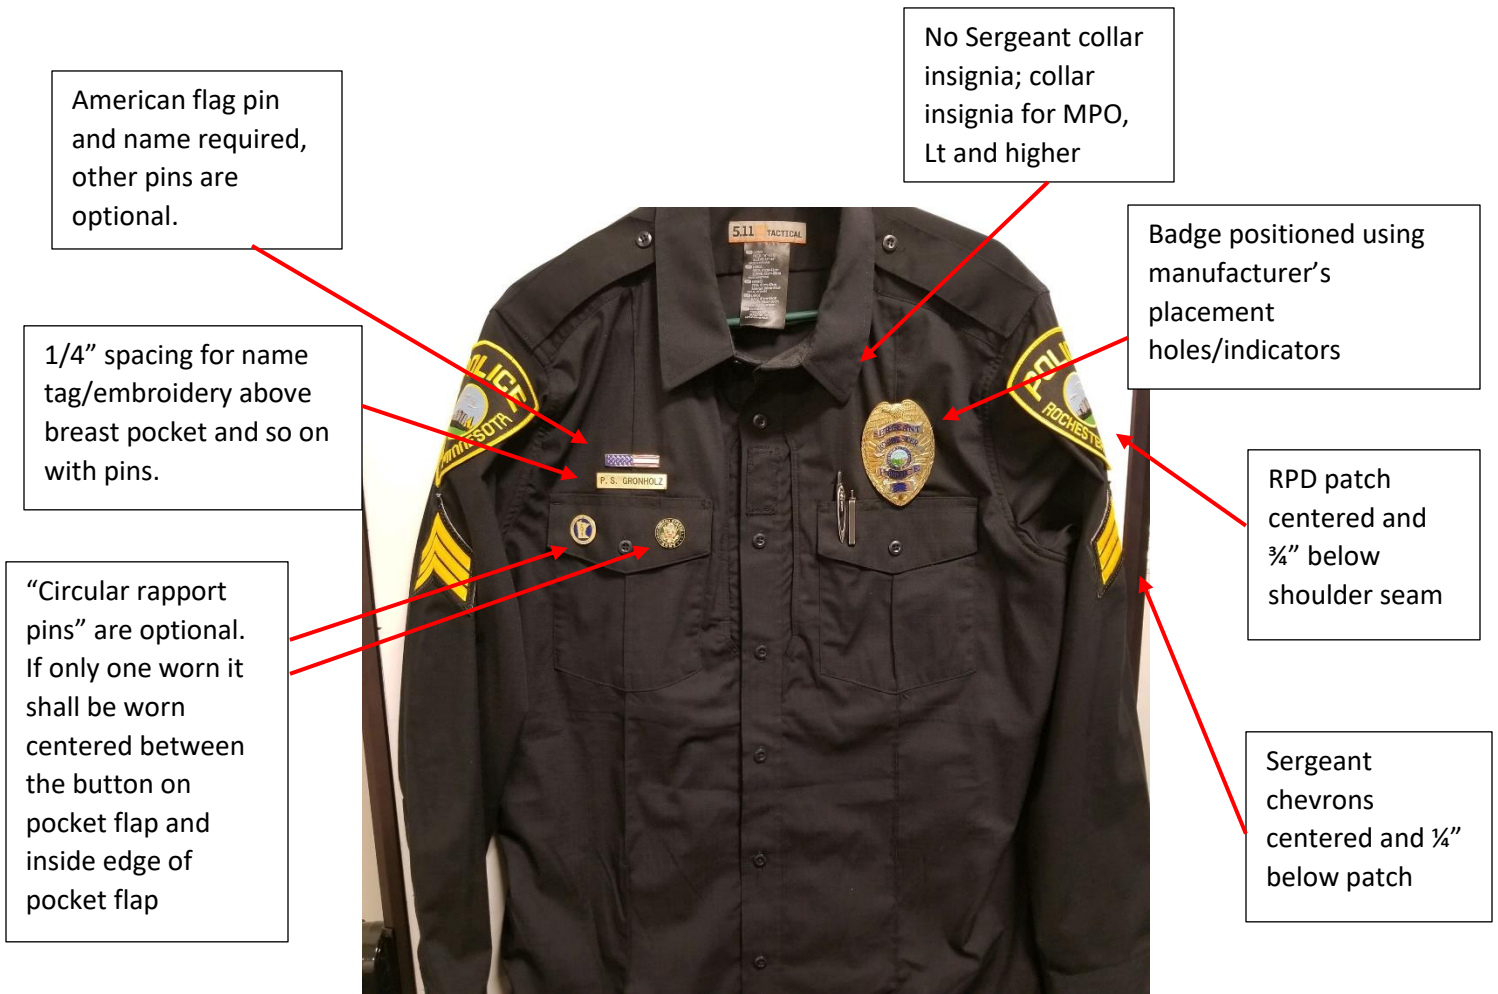 No Sergeant collar
insignia; collar
insignia for MPO,
Lt and higher
American flag pin
and name required,
other pins are
optional.
Badge positioned using
manufacturer’s
placement
holes/indicators
1/4” spacing for name
tag/embroidery above
breast pocket and so on
with pins.
RPD patch
centered and
¾” below
shoulder seam
“Circular rapport
pins” are optional.
If only one worn it
shall be worn
centered between
the button on
pocket flap and
inside edge of
pocket flap
Sergeant
chevrons
centered and ¼”
below patch
5.11 TACTICAL
POLICE
MINNESOTA
P. S. GRONHOLZ
SERGEANT
POLICE
ROCHESTER